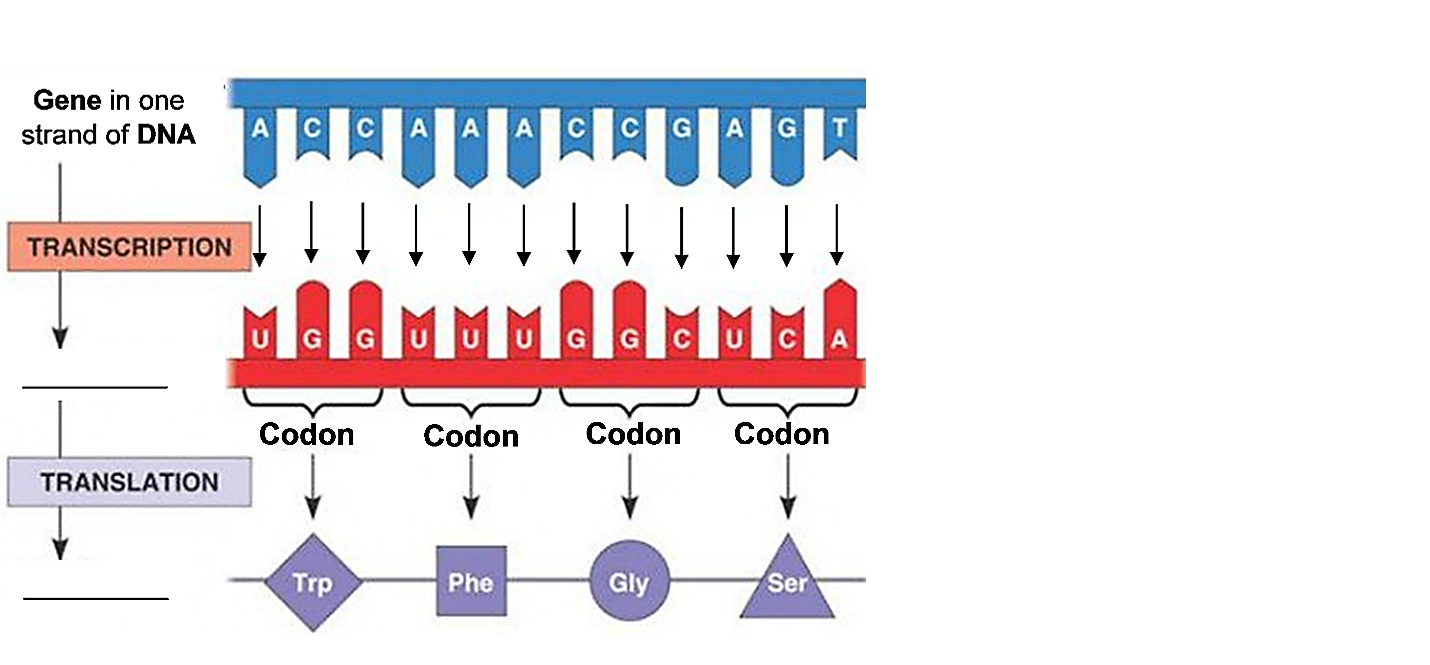 Gene in one
strand of DNA
A C C A A A C C G A G T
TRANSCRIPTION
U G G U U U G G C U C A
Codon Codon Codon Codon
TRANSLATION
Trp Phe Gly Ser